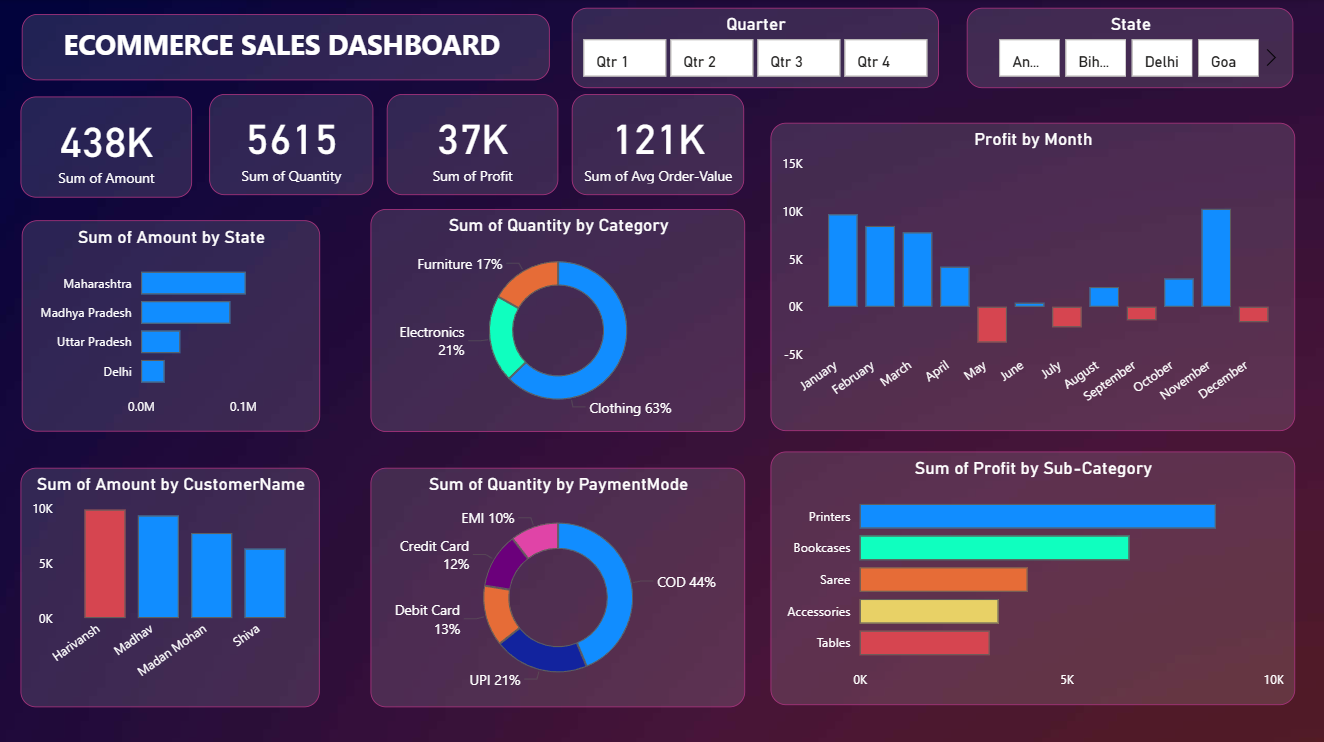 ECOMMERCE SALES DASHBOARD
Quarter
Qtr 1
Qtr 2
Qtr 3
Qtr 4
State
An...
Bih...
Delhi
Goa
438K
Sum of Amount
5615
Sum of Quantity
37K
Sum of Profit
121K
Sum of Avg Order-Value
Profit by Month
15K
10K
5K
0K
-5K
January
February
March
April
May
June
July
August
September
October
November
December
Sum of Amount by State
Maharashtra
Madhya Pradesh
Uttar Pradesh
Delhi
0.0M
0.1M
Sum of Quantity by Category
Furniture 17%
Electronics
21%
Clothing 63%
Sum of Amount by CustomerName
10K
5K
0K
Harivansh
Madhav
Madan Mohan
Shiva
Sum of Quantity by PaymentMode
EMI 10%
Credit Card
12%
Debit Card
13%
UPI 21%
COD 44%
Sum of Profit by Sub-Category
Printers
Bookcases
Saree
Accessories
Tables
0K
5K
10K